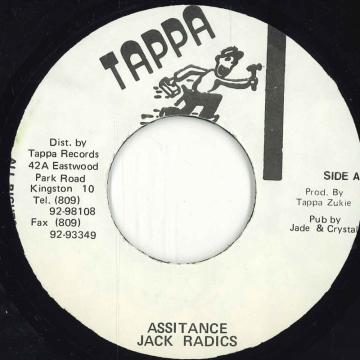 TAPPA
Dist. by
Tappa Records
42A Eastwood
Park Road
Kingston 10
Tel. (809)
92-98108
Fax (809)
92-93349
SIDE A
Prod. By
Tappa Zukie
Pub by
Jade & Crystal
ASSITANCE
JACK RADICS